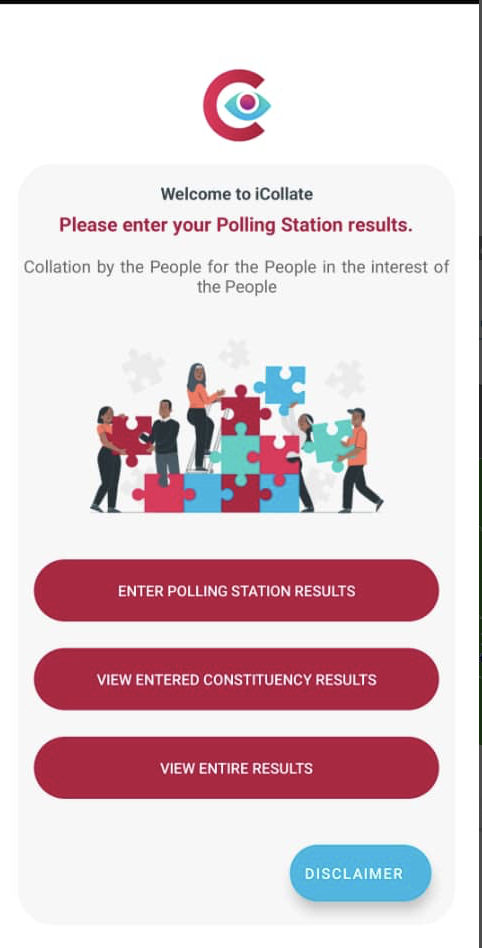 Welcome to iCollate
Please enter your Polling Station results.
Collation by the People for the People in the interest of
the People
ENTER POLLING STATION RESULTS
VIEW ENTERED CONSTITUENCY RESULTS
VIEW ENTIRE RESULTS
DISCLAIMER